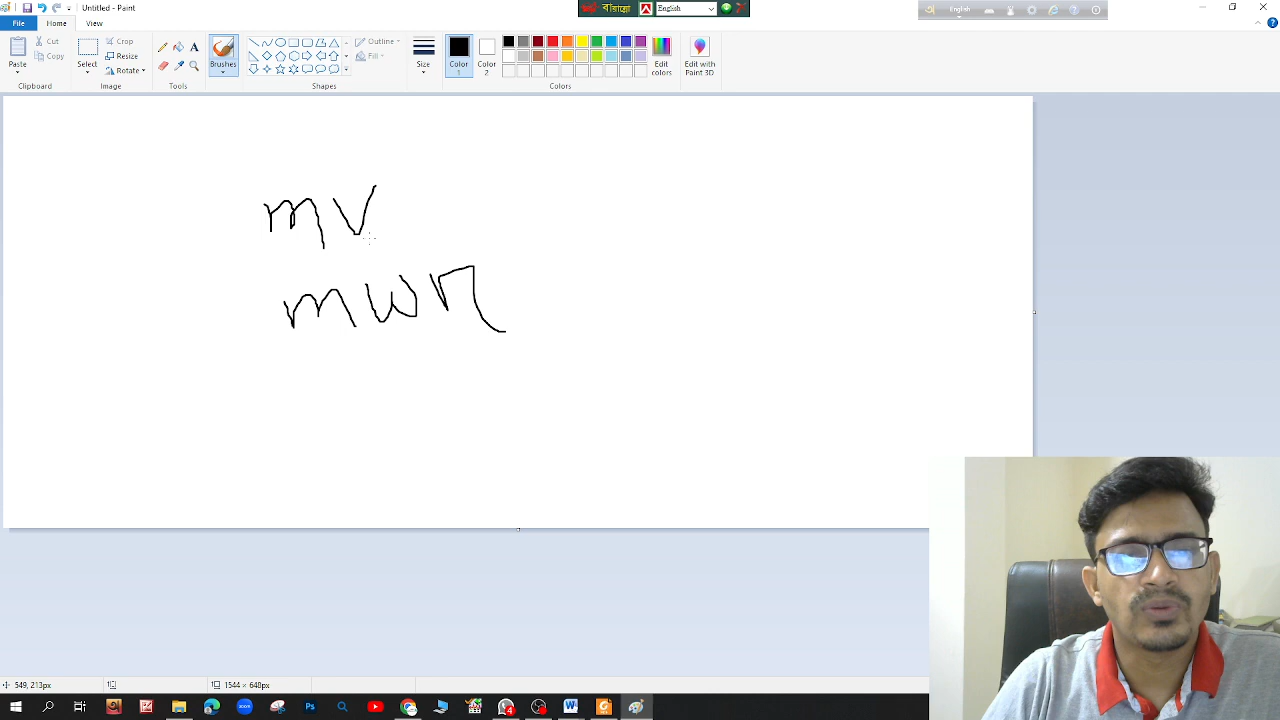 Untitled - Paint
বায়ান্নো English
English
File Home View
Paste Cut Copy
Select Crop Resize Rotate
Brushes
Outline Fill
Size
Color 1
Color 2
Edit colors
Edit with Paint 3D
Clipboard Image Tools Shapes Colors
mv
549, 213px
1544 × 648px